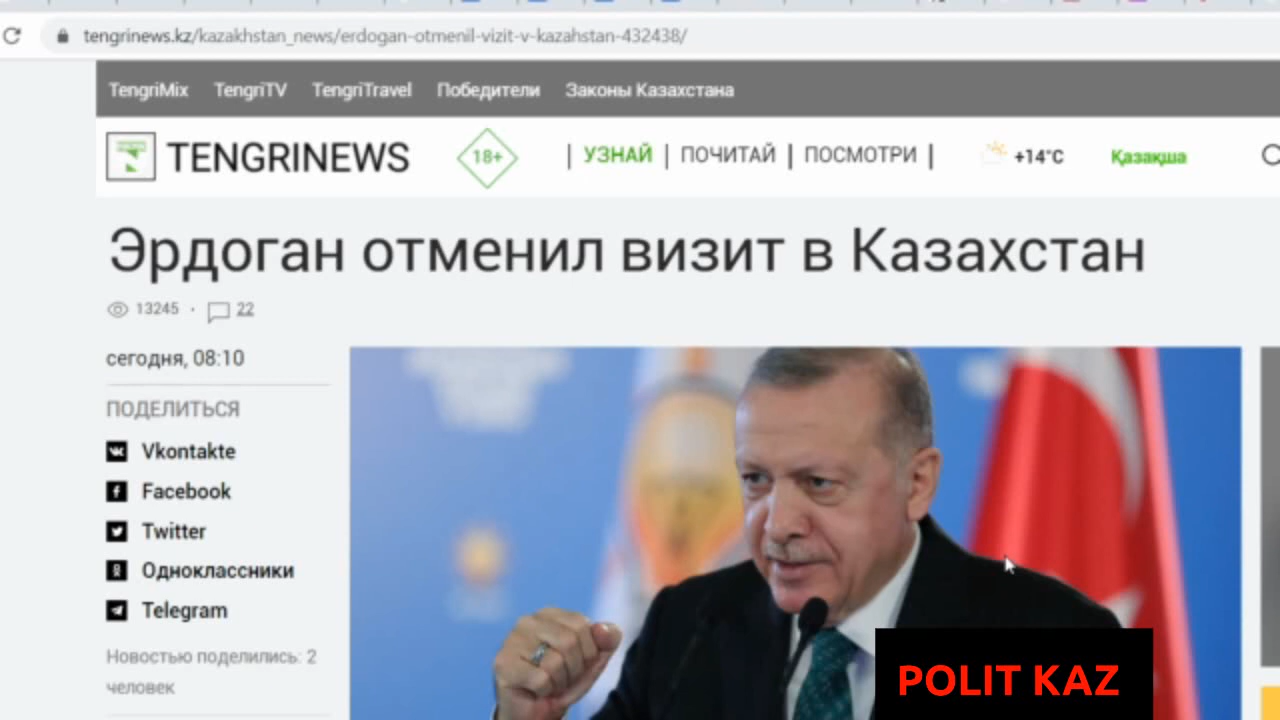 tengrinews.kz/kazakhstan_news/erdogan-otmenil-vizit-v-kazahstan-432438/
TengriMix TengriTV TengriTravel Победители Законы Казахстана
TENGRINEWS 18+ | УЗНАЙ | ПОЧИТАЙ | ПОСМОТРИ | +14°C Қазақша
Эрдоган отменил визит в Казахстан
13245 · 22
сегодня, 08:10
ПОДЕЛИТЬСЯ
Vkontakte
Facebook
Twitter
Одноклассники
Telegram
Новостью поделились: 2
человек
POLIT KAZ